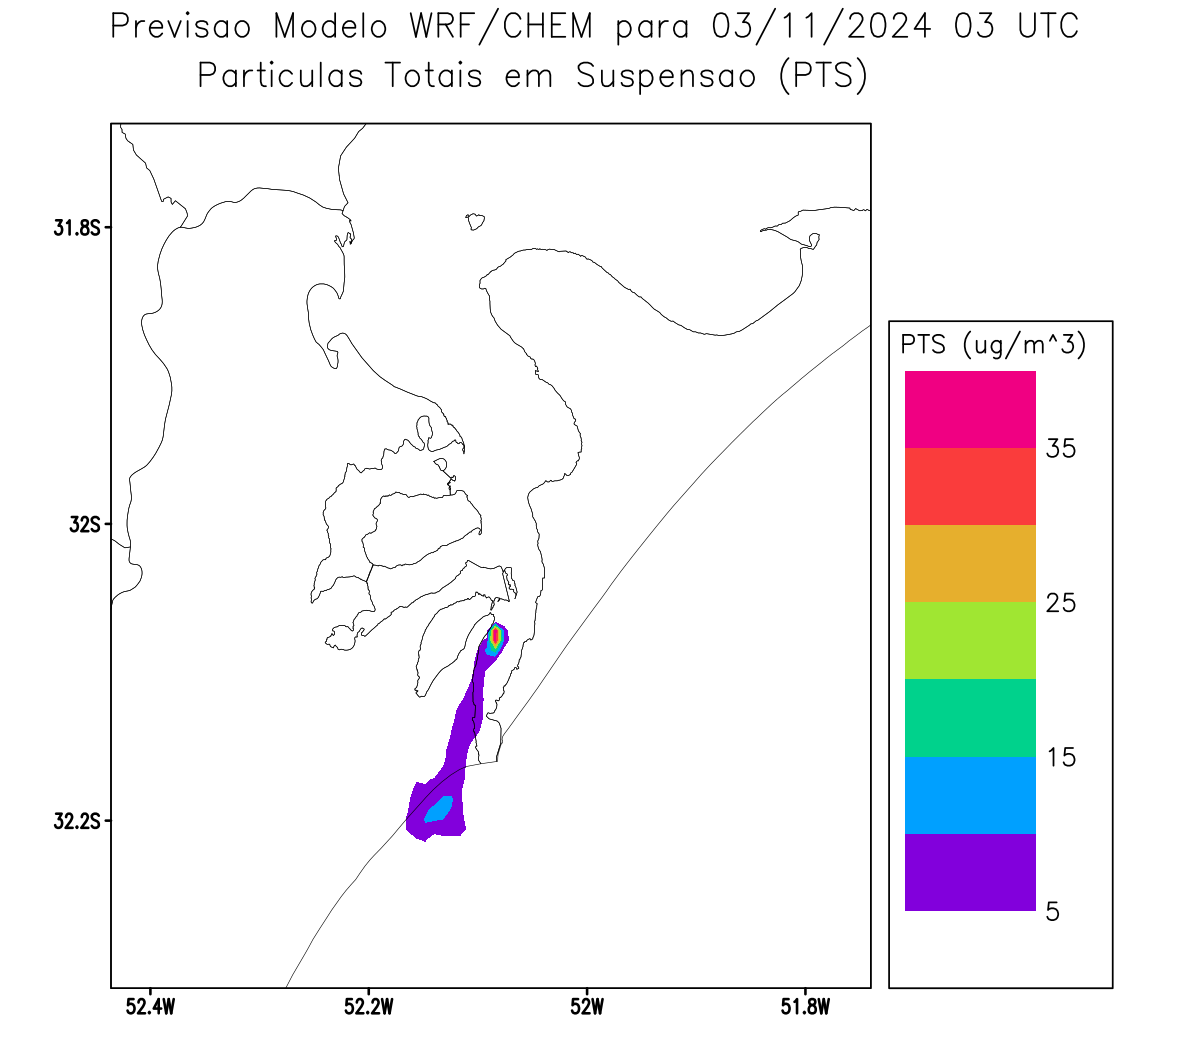 Previsao Modelo WRF/CHEM para 03/11/2024 03 UTC
Particulas Totais em Suspensao (PTS)
31.8S
32S
32.2S
52.4W
52.2W
52W
51.8W
PTS (ug/m^3)
35
25
15
5